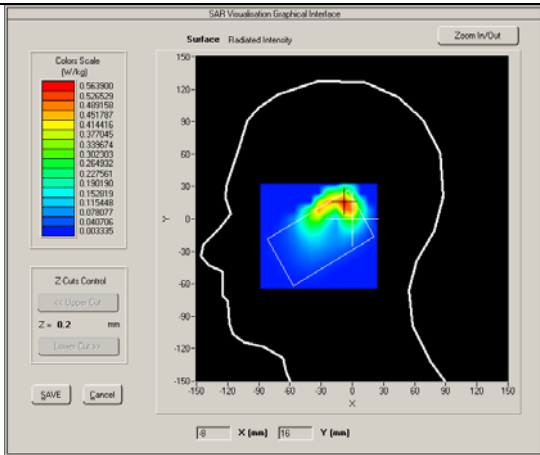 SAR Visualisation Graphical Interface
Surface Radiated Intensity
Zoom In/Out
Colors Scale
(W/kg)
0.563900
0.526529
0.489158
0.451787
0.414416
0.377045
0.339674
0.302303
0.264932
0.227561
0.190190
0.152819
0.115448
0.078077
0.040706
0.003335
Z-Cuts Control
<< Upper Cut
Z = 0.2 mm
Lower Cut >>
SAVE Cancel
150
120
90
60
30
0
-30
-60
-90
-120
-150
Y
-150 -120 -90 -60 -30 0 30 60 90 120 150
X
-8 X (mm) 16 Y (mm)